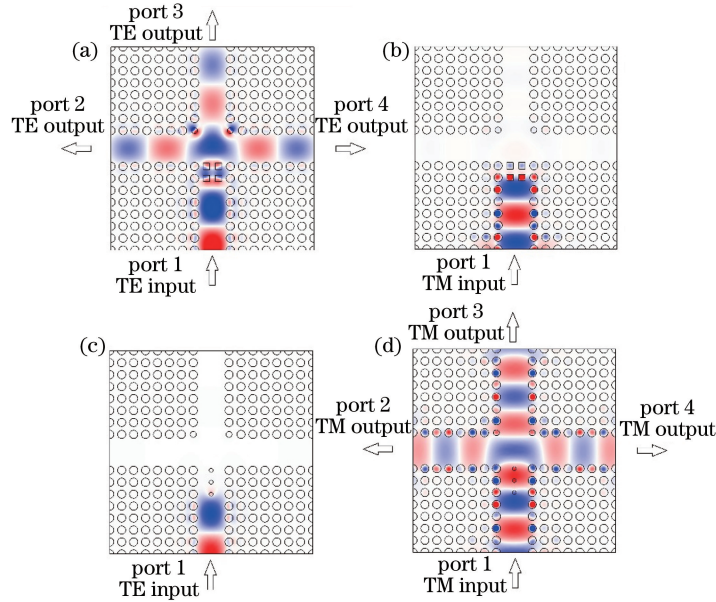 port 3
TE output
(a)
(b)
port 2
TE output
port 4
TE output
port 1
TE input
port 1
TM input
port 3
TM output
(c)
(d)
port 2
TM output
port 4
TM output
port 1
TE input
port 1
TM input